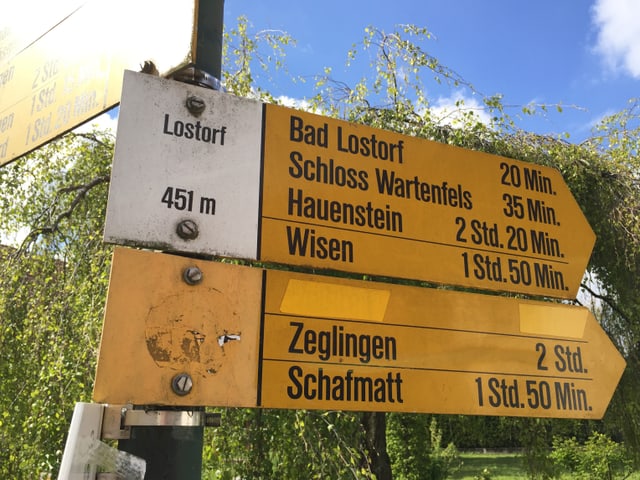 Lostorf
451 m
Bad Lostorf 20 Min.
Schloss Wartenfels 35 Min.
Hauenstein 2 Std. 20 Min.
Wisen 1 Std. 50 Min.
Zeglingen 2 Std.
Schafmatt 1 Std. 50 Min.